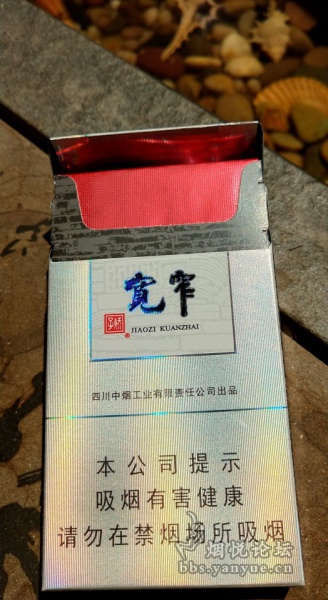 宽窄
JIAOZI KUANZHAI
四川中烟工业有限责任公司出品
本公司提示
吸烟有害健康
请勿在禁烟场所吸烟
烟悦论坛
bbs.yanyue.cn